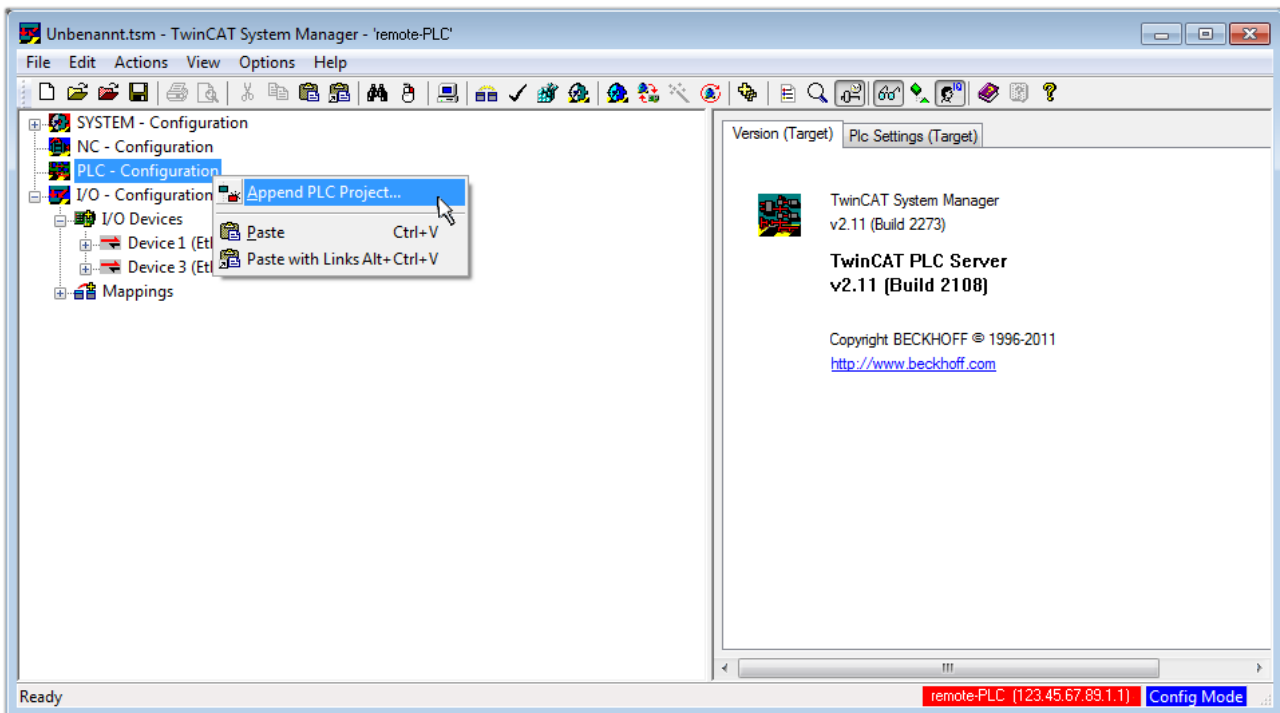 Unbenannt.tsm - TwinCAT System Manager - 'remote-PLC'
File Edit Actions View Options Help
SYSTEM - Configuration
NC - Configuration
PLC - Configuration
I/O - Configuration
I/O Devices
Device 1 (Et
Device 3 (Et
Mappings
Append PLC Project...
Paste Ctrl+V
Paste with Links Alt+Ctrl+V
Version (Target) Plc Settings (Target)
TwinCAT System Manager
v2.11 (Build 2273)
TwinCAT PLC Server
v2.11 (Build 2108)
Copyright BECKHOFF © 1996-2011
http://www.beckhoff.com
Ready
remote-PLC (123.45.67.89.1.1) Config Mode